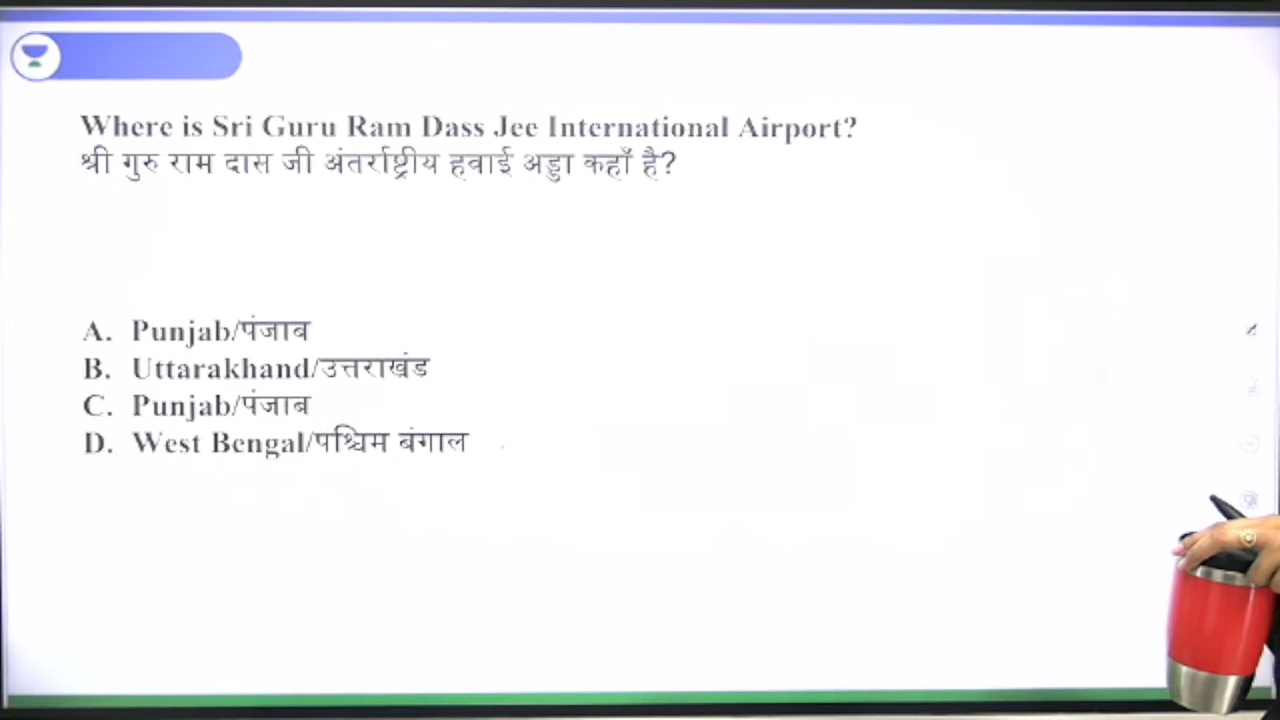 Where is Sri Guru Ram Dass Jee International Airport?
श्री गुरु राम दास जी अंतर्राष्ट्रीय हवाई अड्डा कहाँ है?
A. Punjab/पंजाब
B. Uttarakhand/उत्तराखंड
C. Punjab/पंजाब
D. West Bengal/पश्चिम बंगाल